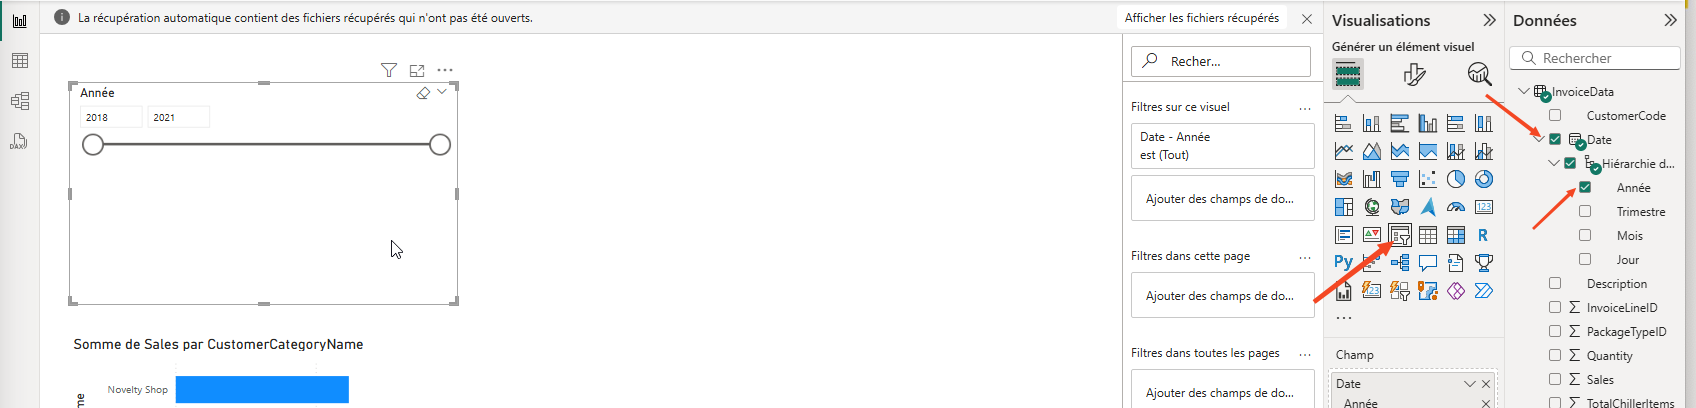 La récupération automatique contient des fichiers récupérés qui n'ont pas été ouverts.
Afficher les fichiers récupérés
Année
2018
2021
Somme de Sales par CustomerCategoryName
Novelty Shop
DAX
Recher...
Filtres sur ce visuel
...
Date - Année
est (Tout)
Ajouter des champs de do...
Filtres dans cette page
...
Ajouter des champs de do...
Filtres dans toutes les pages
...
Ajouter des champs de do...
Visualisations
Générer un élément visuel
123
R
Py
123
...
Champ
Date
Année
Données
Rechercher
InvoiceData
CustomerCode
Date
Hiérarchie d...
Année
Trimestre
Mois
Jour
Description
InvoiceLineID
PackageTypeID
Quantity
Sales
TotalChillerItems